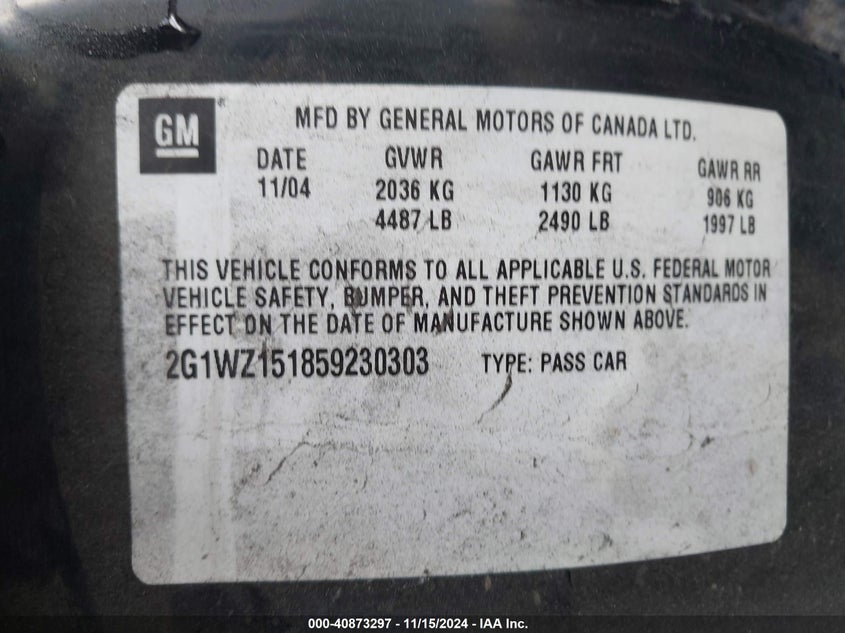 GM
MFD BY GENERAL MOTORS OF CANADA LTD.
DATE GVWR GAWR FRT GAWR RR
11/04 2036 KG 1130 KG 906 KG
4487 LB 2490 LB 1997 LB
THIS VEHICLE CONFORMS TO ALL APPLICABLE U.S. FEDERAL MOTOR
VEHICLE SAFETY, BUMPER, AND THEFT PREVENTION STANDARDS IN
EFFECT ON THE DATE OF MANUFACTURE SHOWN ABOVE.
2G1WZ151859230303 TYPE: PASS CAR
000-40873297 - 11/15/2024 - IAA Inc.